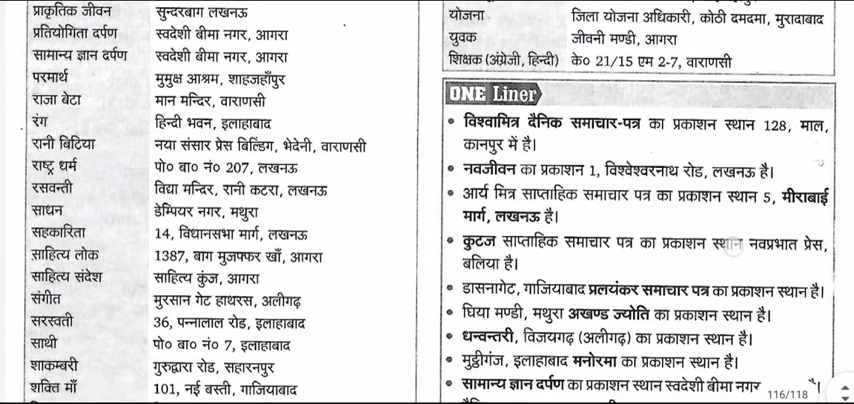 प्राकृतिक जीवन सुन्दरबाग लखनऊ
प्रतियोगिता दर्पण स्वदेशी बीमा नगर, आगरा
सामान्य ज्ञान दर्पण स्वदेशी बीमा नगर, आगरा
परमार्थ मुमुक्ष आश्रम, शाहजहाँपुर
राजा बेटा मान मन्दिर, वाराणसी
रंग हिन्दी भवन, इलाहाबाद
रानी बिटिया नया संसार प्रेस बिल्डिंग, भेदेनी, वाराणसी
राष्ट्र धर्म पो० बा० नं० 207, लखनऊ
रसवन्ती विद्या मन्दिर, रानी कटरा, लखनऊ
साधन डेम्पियर नगर, मथुरा
सहकारिता 14, विधानसभा मार्ग, लखनऊ
साहित्य लोक 1387, बाग मुजफ्फर खाँ, आगरा
साहित्य संदेश साहित्य कुंज, आगरा
संगीत मुरसान गेट हाथरस, अलीगढ़
सरस्वती 36, पन्नालाल रोड, इलाहाबाद
साथी पो० बा० नं० 7, इलाहाबाद
शाकम्बरी गुरुद्वारा रोड, सहारनपुर
शक्ति माँ 101, नई बस्ती, गाजियाबाद
योजना जिला योजना अधिकारी, कोठी दमदमा, मुरादाबाद
युवक जीवनी मण्डी, आगरा
शिक्षक (अंग्रेजी, हिन्दी) के० 21/15 एम 2-7, वाराणसी
ONE Liner
• विश्वामित्र दैनिक समाचार-पत्र का प्रकाशन स्थान 128, माल,
कानपुर में है।
• नवजीवन का प्रकाशन 1, विश्वेश्वरनाथ रोड, लखनऊ है।
• आर्य मित्र साप्ताहिक समाचार पत्र का प्रकाशन स्थान 5, मीराबाई
मार्ग, लखनऊ है।
• कुटज साप्ताहिक समाचार पत्र का प्रकाशन स्थान नवप्रभात प्रेस,
बलिया है।
• डासनागेट, गाजियाबाद प्रलयंकर समाचार पत्र का प्रकाशन स्थान है।
• घिया मण्डी, मथुरा अखण्ड ज्योति का प्रकाशन स्थान है।
• धन्वन्तरी, विजयगढ़ (अलीगढ़) का प्रकाशन स्थान है।
• मुट्ठीगंज, इलाहाबाद मनोरमा का प्रकाशन स्थान है।
• सामान्य ज्ञान दर्पण का प्रकाशन स्थान स्वदेशी बीमा नगर
116/118